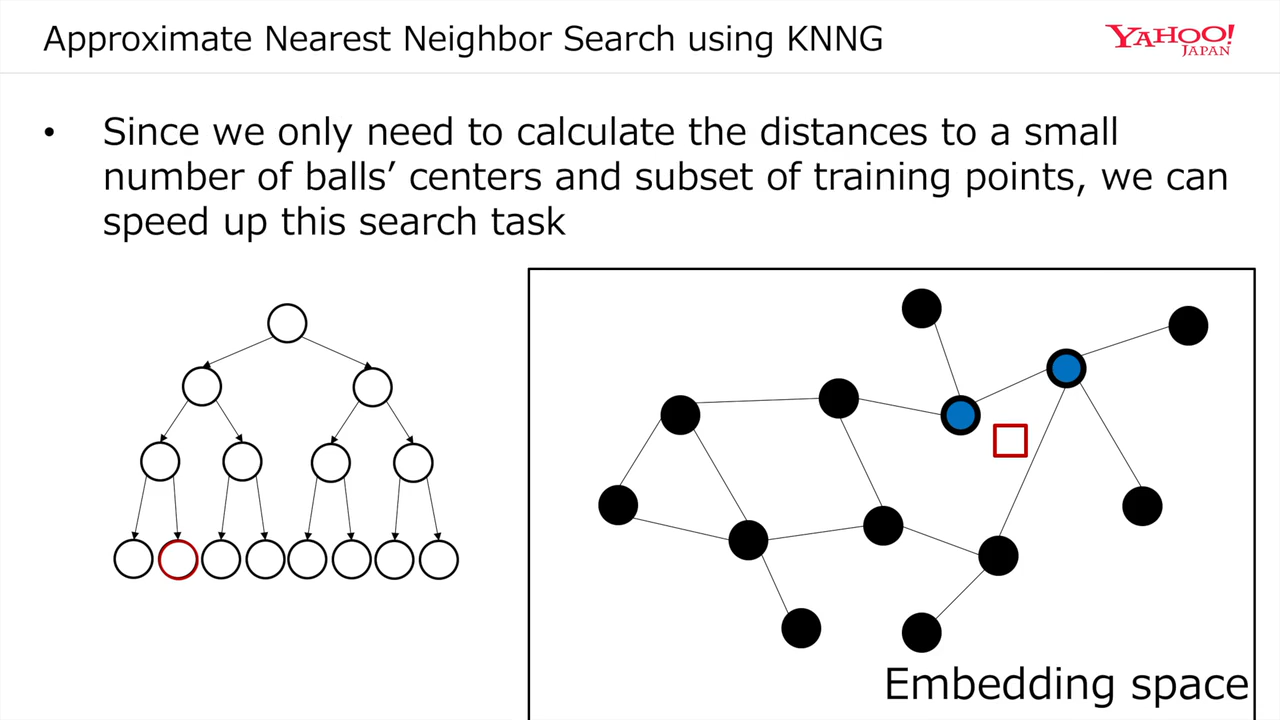 Approximate Nearest Neighbor Search using KNNG
YAHOO!
JAPAN
• Since we only need to calculate the distances to a small
number of balls’ centers and subset of training points, we can
speed up this search task
Embedding space